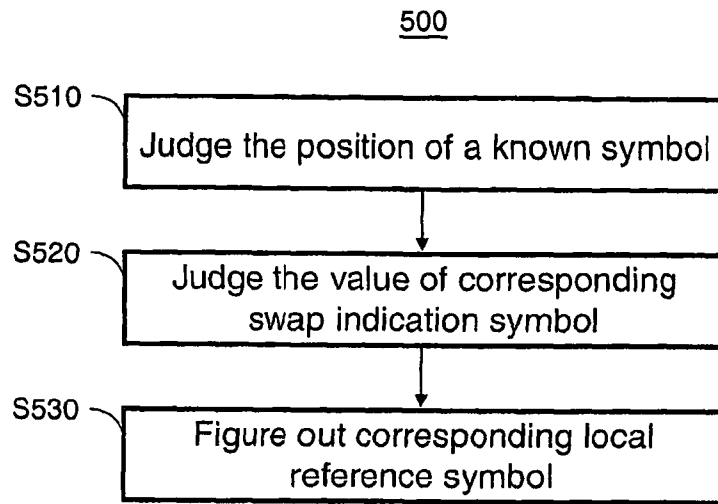 500
S510
Judge the position of a known symbol
S520
Judge the value of corresponding
swap indication symbol
S530
Figure out corresponding local
reference symbol